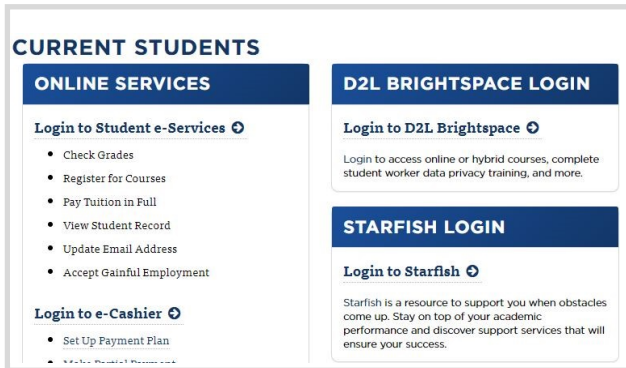 CURRENT STUDENTS
ONLINE SERVICES
Login to Student e-Services
Check Grades
Register for Courses
Pay Tuition in Full
View Student Record
Update Email Address
Accept Gainful Employment
Login to e-Cashier
Set Up Payment Plan
Make Partial Payment
D2L BRIGHTSPACE LOGIN
Login to D2L Brightspace
Login to access online or hybrid courses, complete
student worker data privacy training, and more.
STARFISH LOGIN
Login to Starfish
Starfish is a resource to support you when obstacles
come up. Stay on top of your academic
performance and discover support services that will
ensure your success.